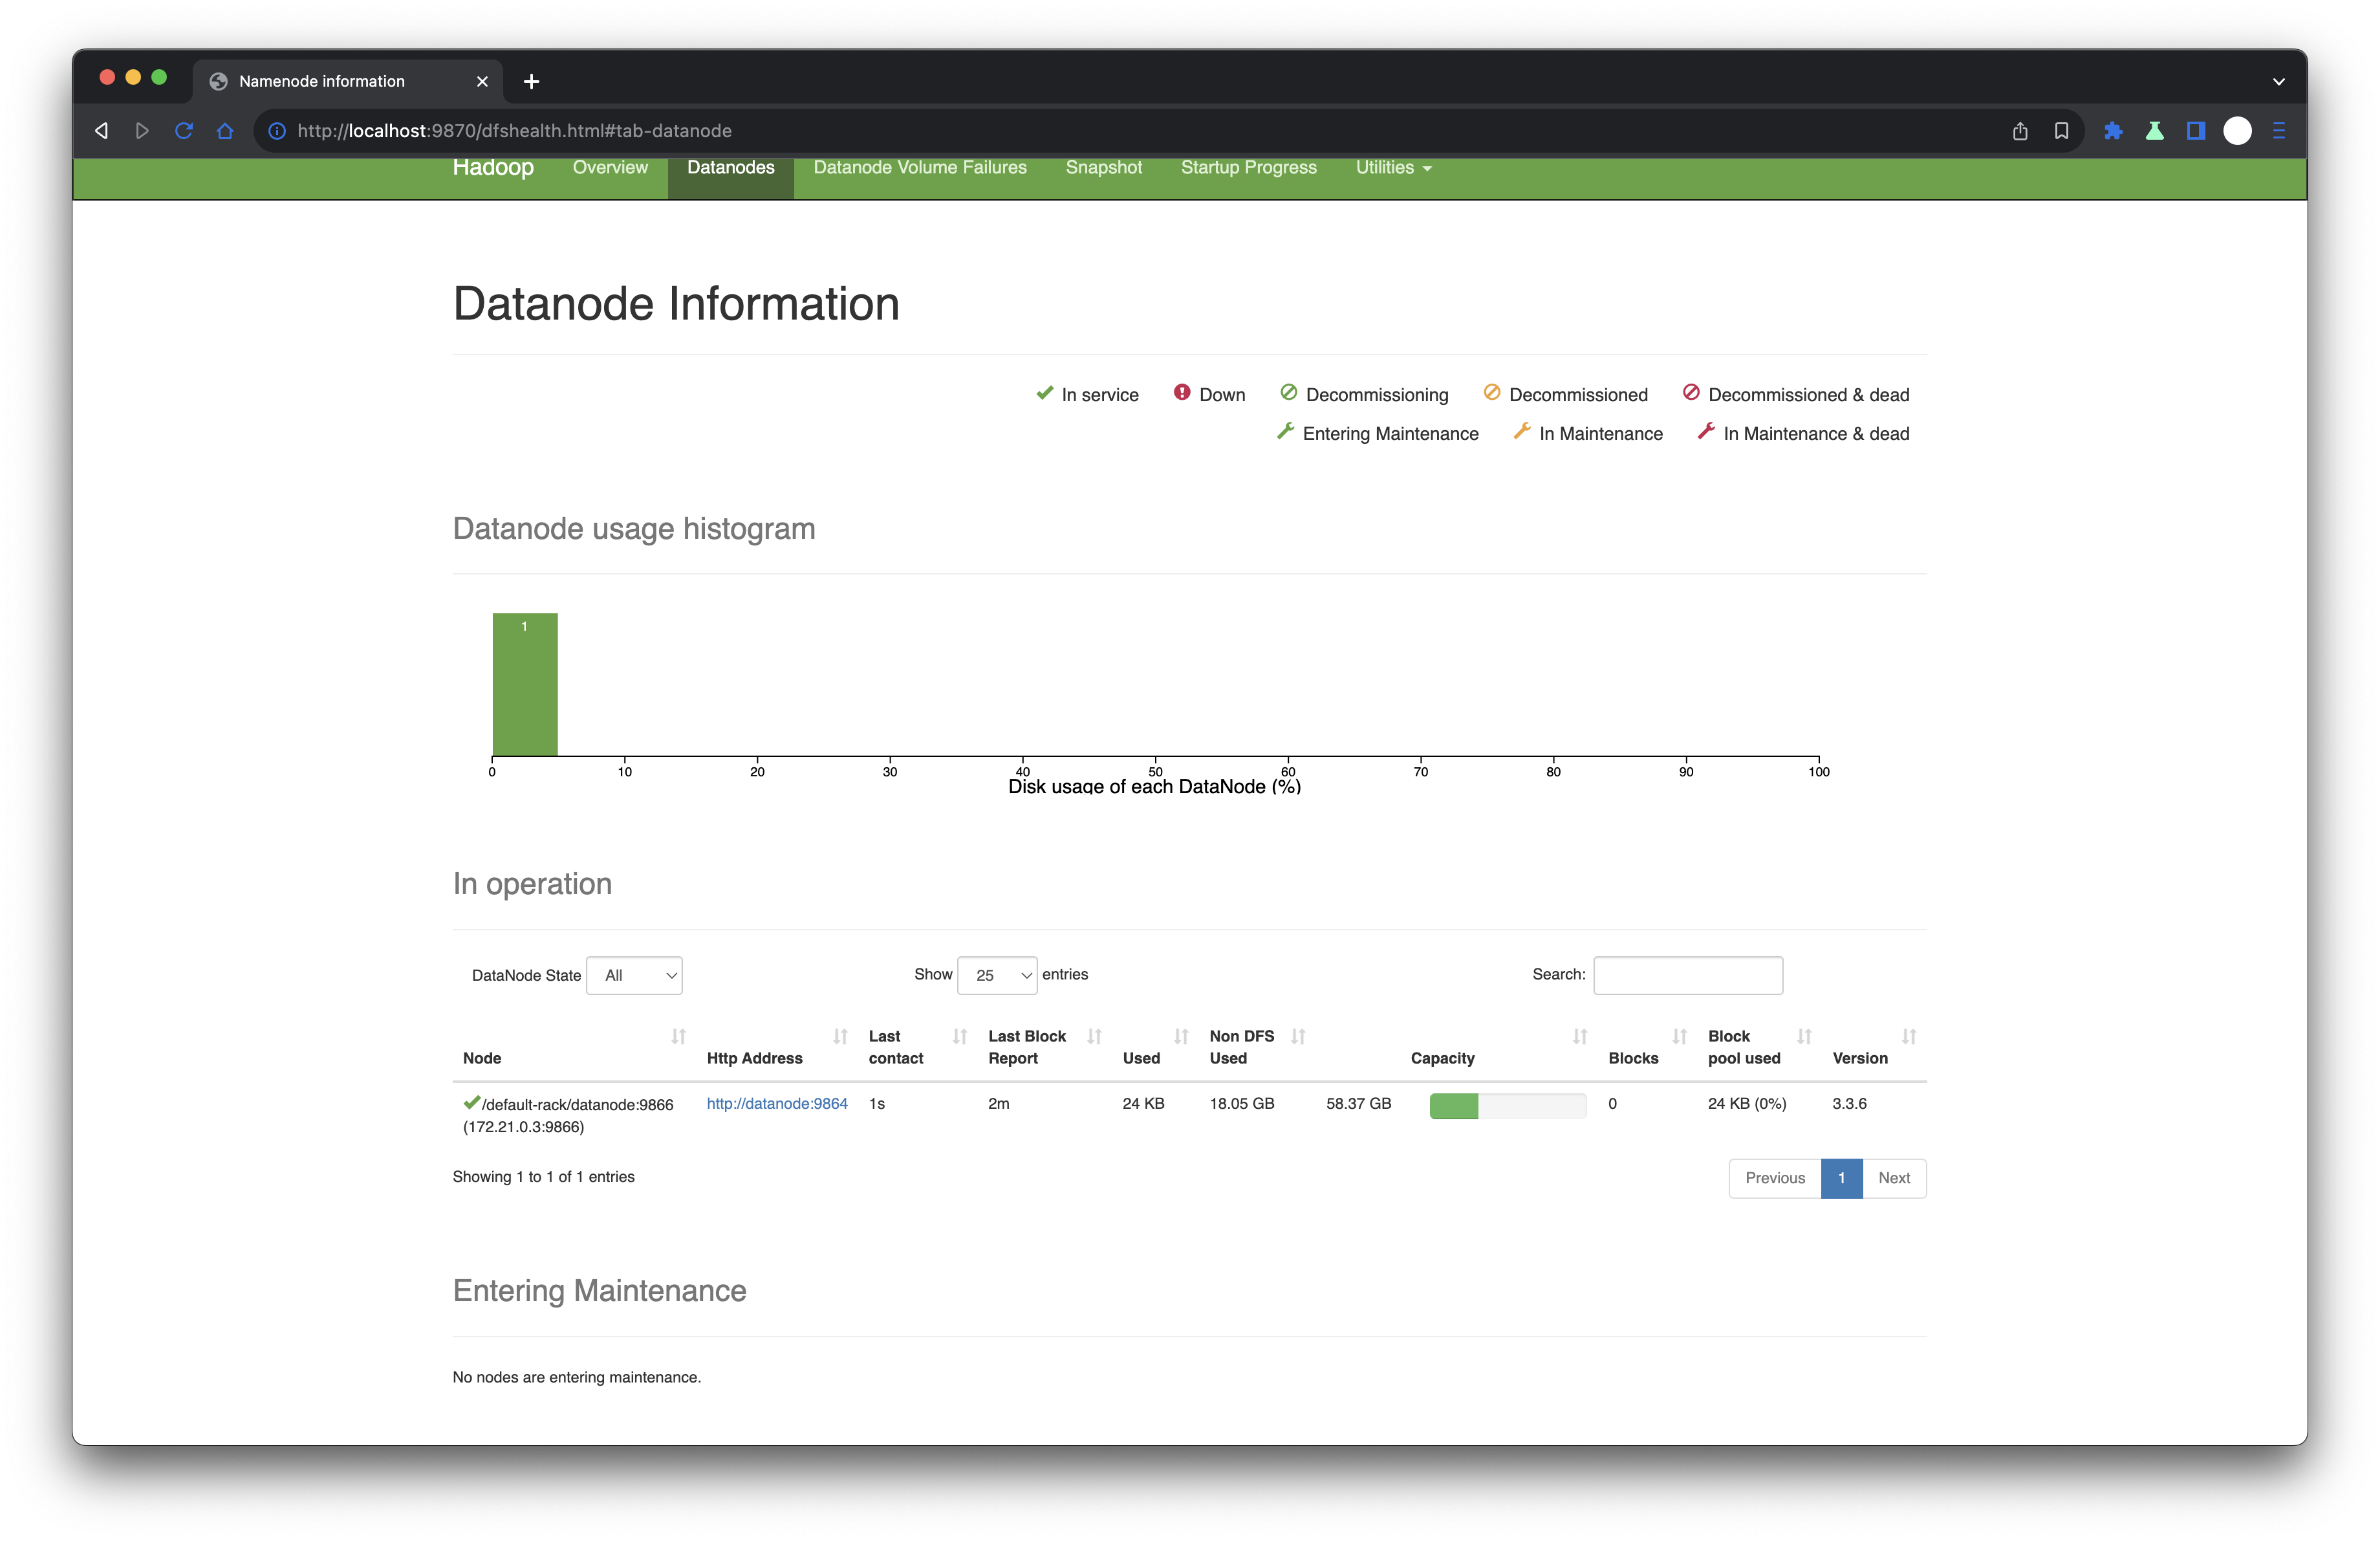 Namenode information
http://localhost:9870/dfshealth.html#tab-datanode
Hadoop Overview Datanodes Datanode Volume Failures Snapshot Startup Progress Utilities
Datanode Information
In service Down Decommissioning Decommissioned Decommissioned & dead
Entering Maintenance In Maintenance In Maintenance & dead
Datanode usage histogram
1
0 10 20 30 40 50 60 70 80 90 100
Disk usage of each DataNode (%)
In operation
DataNode State All Show 25 entries Search:
Node Http Address Last contact Last Block Report Used Non DFS Used Capacity Blocks Block pool used Version
/default-rack/datanode:9866 http://datanode:9864 1s 2m 24 KB 18.05 GB 58.37 GB 0 24 KB (0%) 3.3.6
(172.21.0.3:9866)
Showing 1 to 1 of 1 entries Previous 1 Next
Entering Maintenance
No nodes are entering maintenance.